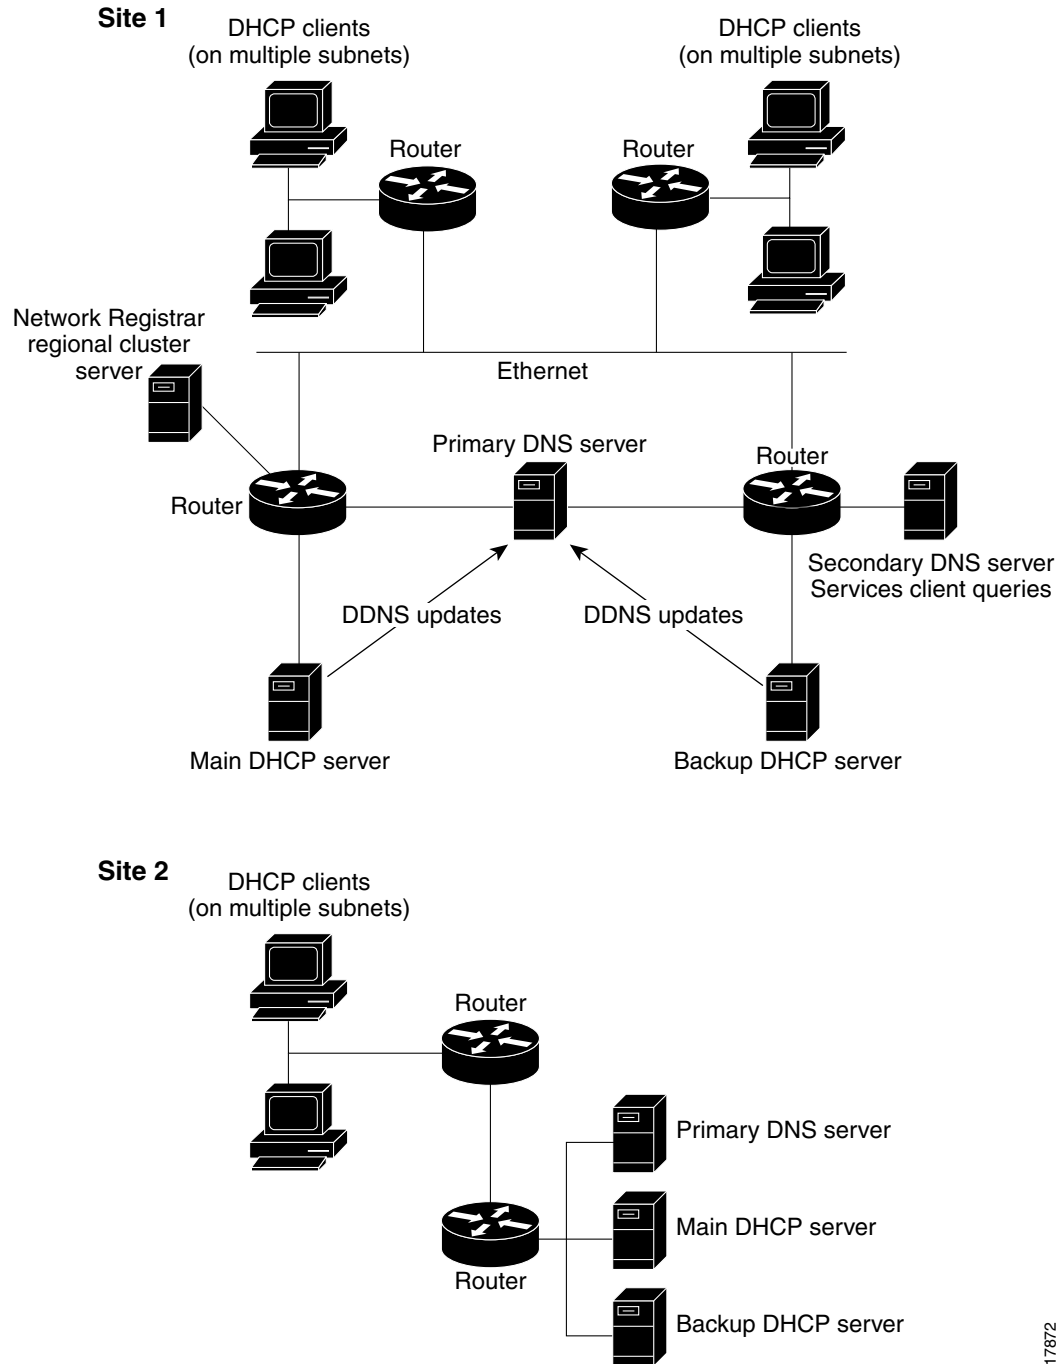 Site 1
DHCP clients
(on multiple subnets)
DHCP clients
(on multiple subnets)
Router
Router
Network Registrar
regional cluster
server
Ethernet
Primary DNS server
Router
Router
Secondary DNS server
Services client queries
DDNS updates
DDNS updates
Main DHCP server
Backup DHCP server
Site 2
DHCP clients
(on multiple subnets)
Router
Primary DNS server
Main DHCP server
Router
Backup DHCP server
17872